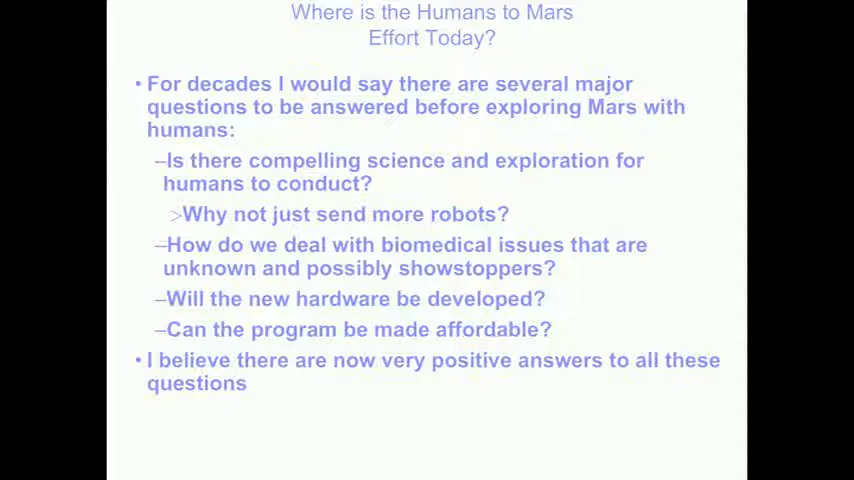 Where is the Humans to Mars
Effort Today?
• For decades I would say there are several major
questions to be answered before exploring Mars with
humans:
–Is there compelling science and exploration for
humans to conduct?
>Why not just send more robots?
–How do we deal with biomedical issues that are
unknown and possibly showstoppers?
–Will the new hardware be developed?
–Can the program be made affordable?
• I believe there are now very positive answers to all these
questions